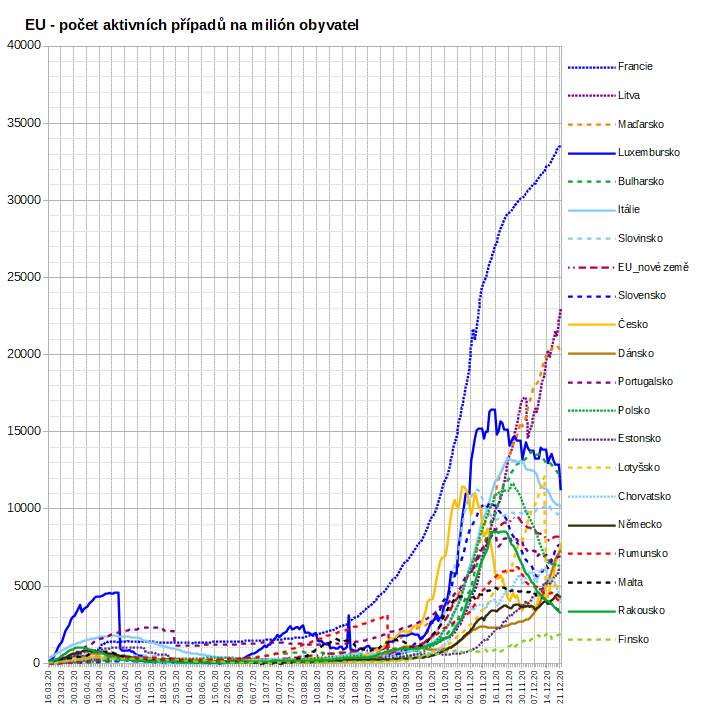 EU - počet aktivních případů na milión obyvatel
40000
35000
30000
25000
20000
15000
10000
5000
0
Francie
Litva
Maďarsko
Luxembursko
Bulharsko
Itálie
Slovinsko
EU_nové země
Slovensko
Česko
Dánsko
Portugalsko
Polsko
Estonsko
Lotyšsko
Chorvatsko
Německo
Rumunsko
Malta
Rakousko
Finsko
16.03.20
23.03.20
30.03.20
06.04.20
13.04.20
20.04.20
27.04.20
04.05.20
11.05.20
18.05.20
25.05.20
01.06.20
08.06.20
15.06.20
22.06.20
29.06.20
06.07.20
13.07.20
20.07.20
27.07.20
03.08.20
10.08.20
17.08.20
24.08.20
31.08.20
07.09.20
14.09.20
21.09.20
28.09.20
05.10.20
12.10.20
19.10.20
26.10.20
02.11.20
09.11.20
16.11.20
23.11.20
30.11.20
07.12.20
14.12.20
21.12.20